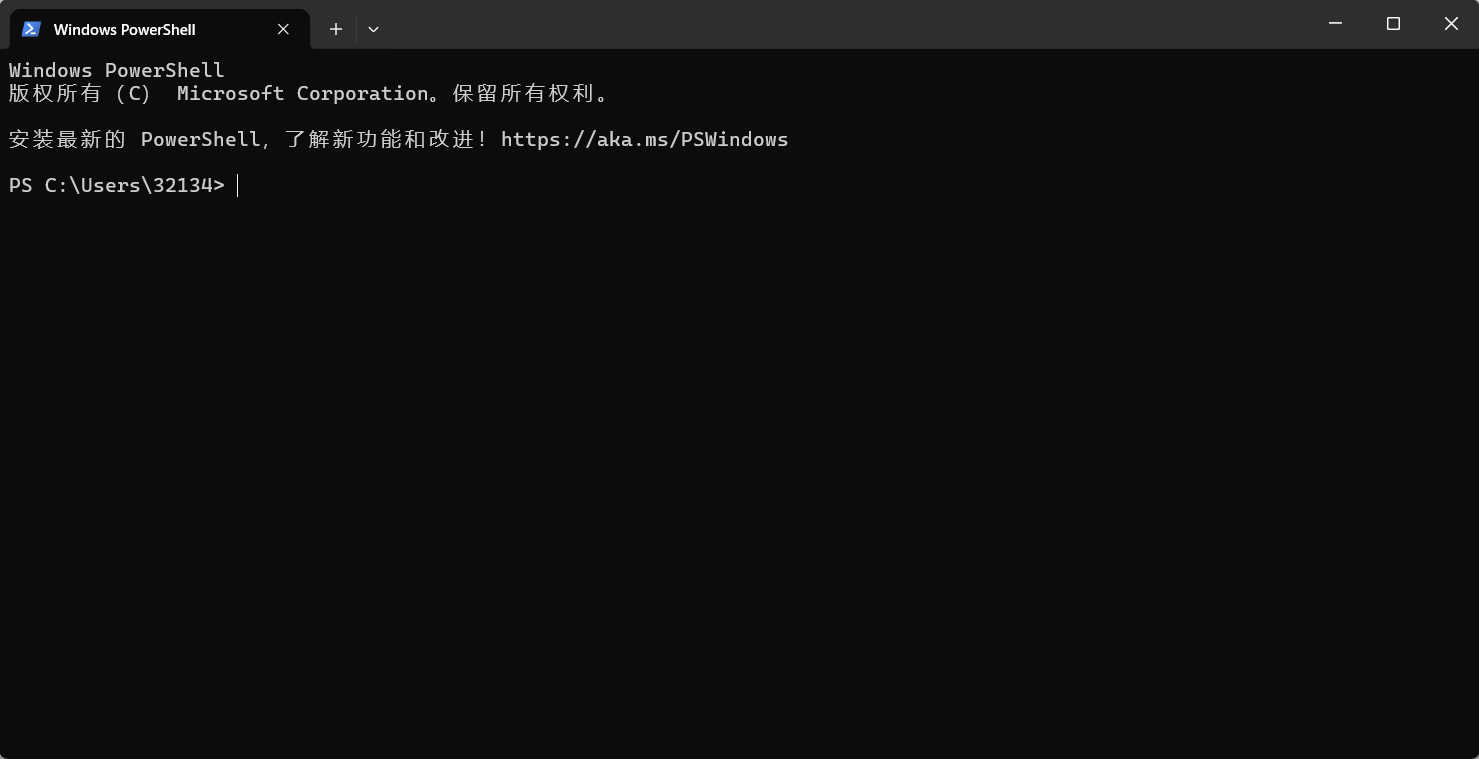 Windows PowerShell
Windows PowerShell
版权所有（C） Microsoft Corporation。保留所有权利。
安装最新的 PowerShell，了解新功能和改进！https://aka.ms/PSWindows
PS C:\Users\32134>